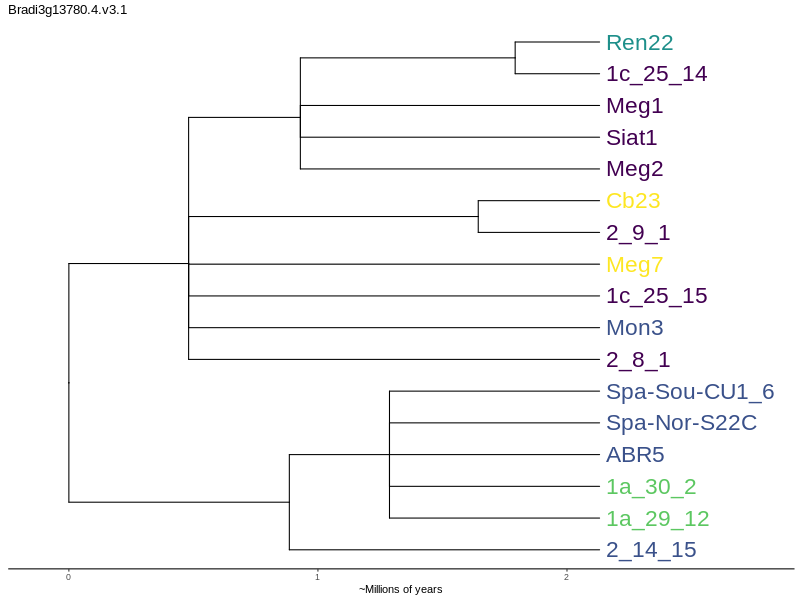 Bradi3g13780.4.v3.1
Ren22
1c_25_14
Meg1
Siat1
Meg2
Cb23
2_9_1
Meg7
1c_25_15
Mon3
2_8_1
Spa-Sou-CU1_6
Spa-Nor-S22C
ABR5
1a_30_2
1a_29_12
2_14_15
0 1 2
~Millions of years